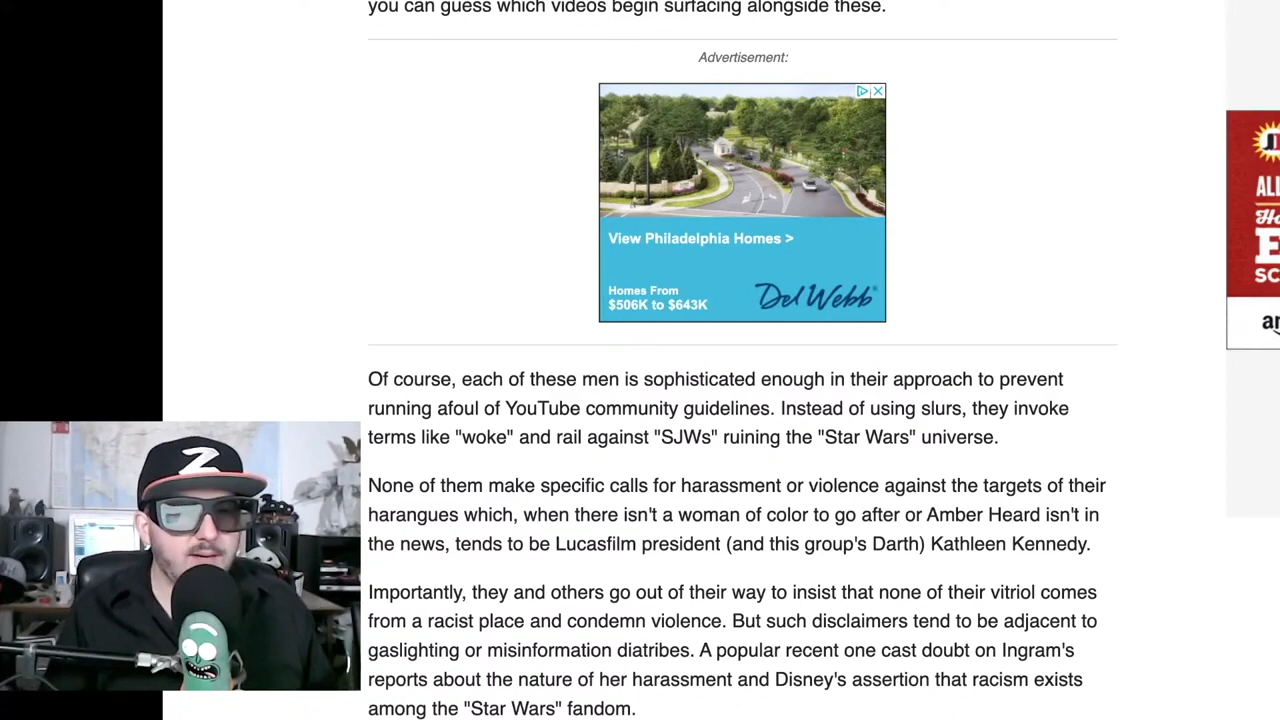 you can guess which videos begin surfacing alongside these.
Advertisement:
View Philadelphia Homes >
Homes From
$506K to $643K
Del Webb
ALL
E
SC
Of course, each of these men is sophisticated enough in their approach to prevent
running afoul of YouTube community guidelines. Instead of using slurs, they invoke
terms like "woke" and rail against "SJWs" ruining the "Star Wars" universe.
None of them make specific calls for harassment or violence against the targets of their
harangues which, when there isn't a woman of color to go after or Amber Heard isn't in
the news, tends to be Lucasfilm president (and this group's Darth) Kathleen Kennedy.
Importantly, they and others go out of their way to insist that none of their vitriol comes
from a racist place and condemn violence. But such disclaimers tend to be adjacent to
gaslighting or misinformation diatribes. A popular recent one cast doubt on Ingram's
reports about the nature of her harassment and Disney's assertion that racism exists
among the "Star Wars" fandom.
Z